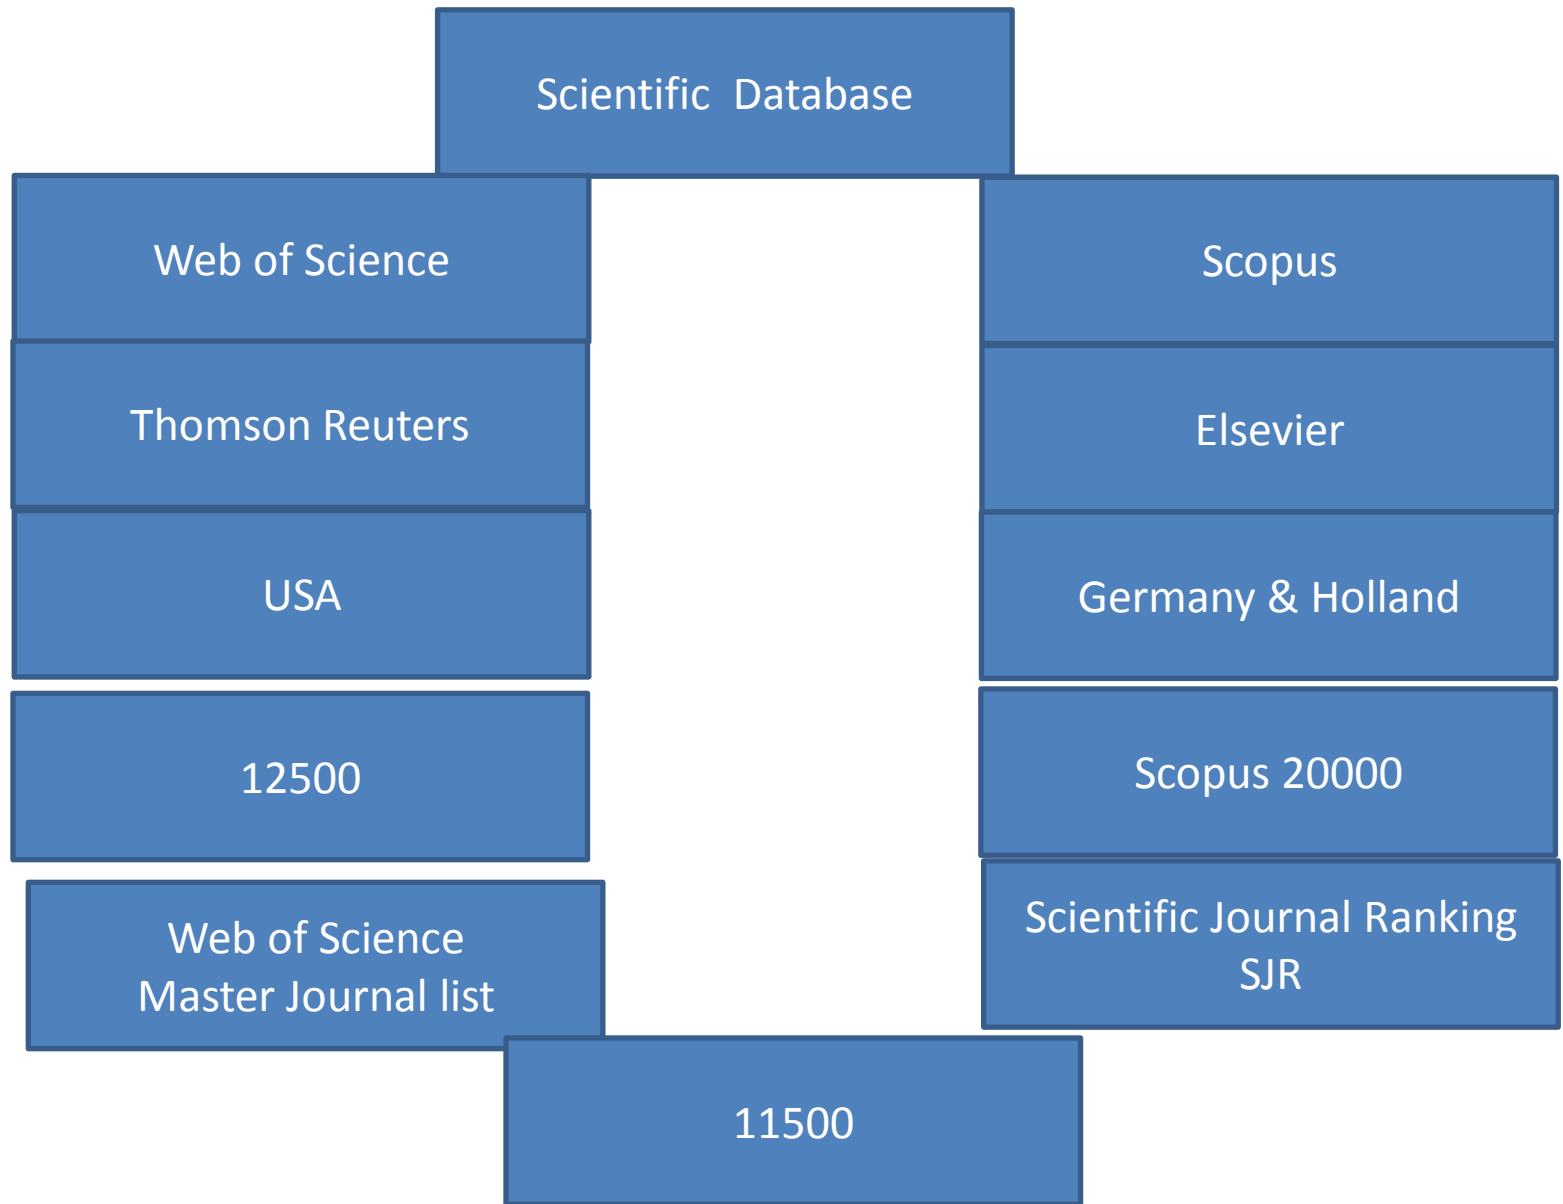 Scientific  Database
Web of Science
Scopus
Thomson Reuters
Elsevier
USA
Germany & Holland
12500
Scopus 20000
Web of Science
Master Journal list
Scientific Journal Ranking
SJR
11500